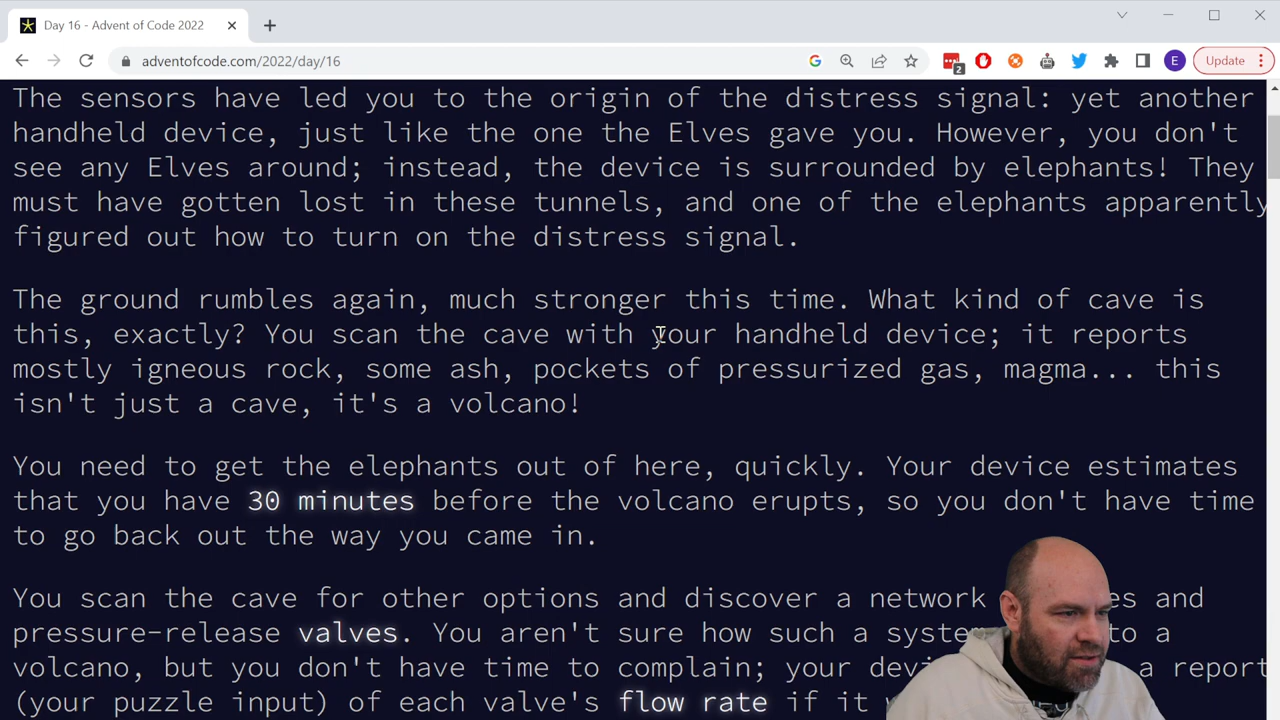 Day 16 - Advent of Code 2022
adventofcode.com/2022/day/16
2
E
Update
The sensors have led you to the origin of the distress signal: yet another
handheld device, just like the one the Elves gave you. However, you don't
see any Elves around; instead, the device is surrounded by elephants! They
must have gotten lost in these tunnels, and one of the elephants apparently
figured out how to turn on the distress signal.
The ground rumbles again, much stronger this time. What kind of cave is
this, exactly? You scan the cave with your handheld device; it reports
mostly igneous rock, some ash, pockets of pressurized gas, magma... this
isn't just a cave, it's a volcano!
You need to get the elephants out of here, quickly. Your device estimates
that you have 30 minutes before the volcano erupts, so you don't have time
to go back out the way you came in.
You scan the cave for other options and discover a network and
pressure-release valves. You aren't sure how such a to a
volcano, but you don't have time to complain; your a report
(your puzzle input) of each valve's flow rate if it